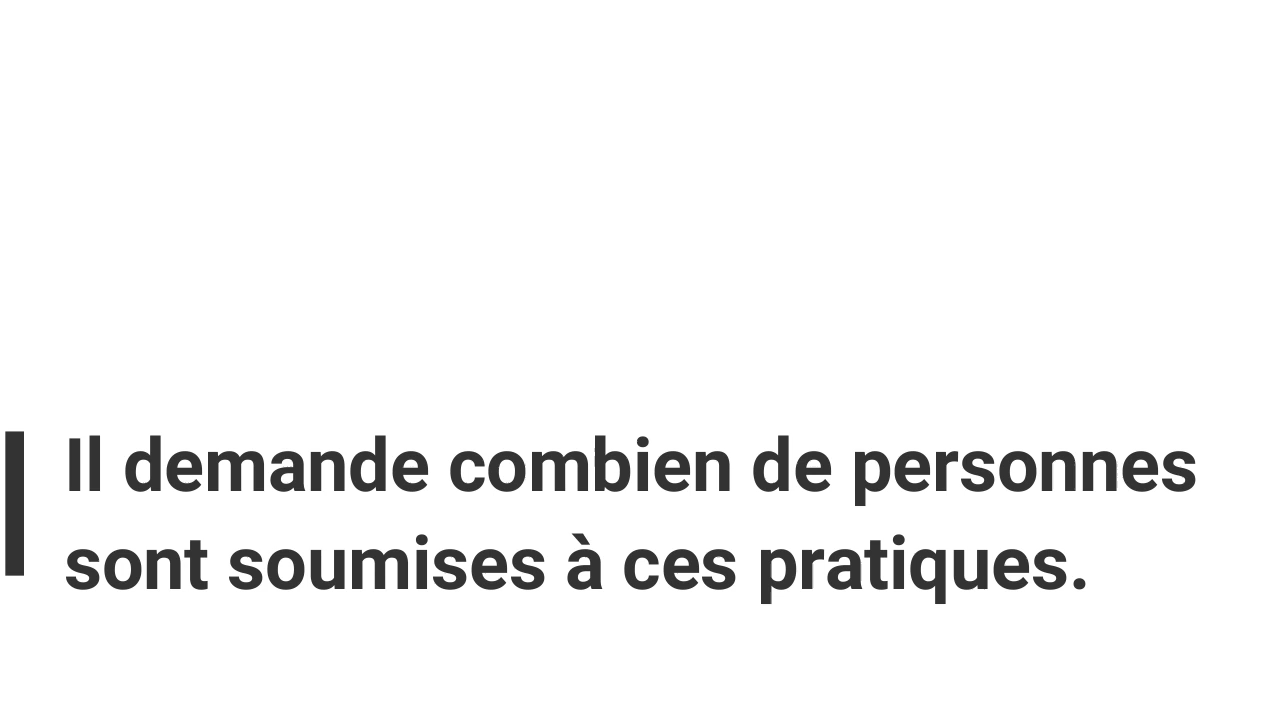 Il demande combien de personnes
sont soumises à ces pratiques.